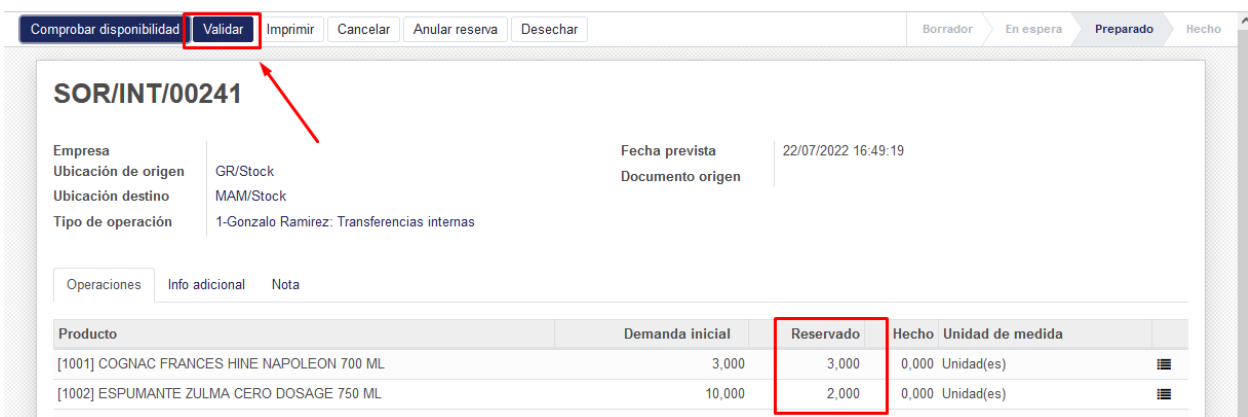 Comprobar disponibilidad Validar Imprimir Cancelar Anular reserva Desechar Borrador En espera Preparado Hecho
SOR/INT/00241
Empresa Fecha prevista 22/07/2022 16:49:19
Ubicación de origen GR/Stock Documento origen
Ubicación destino MAM/Stock
Tipo de operación 1-Gonzalo Ramirez: Transferencias internas
Operaciones Info adicional Nota
Producto Demanda inicial Reservado Hecho Unidad de medida
[1001] COGNAC FRANCES HINE NAPOLEON 700 ML 3,000 3,000 0,000 Unidad(es)
[1002] ESPUMANTE ZULMA CERO DOSAGE 750 ML 10,000 2,000 0,000 Unidad(es)